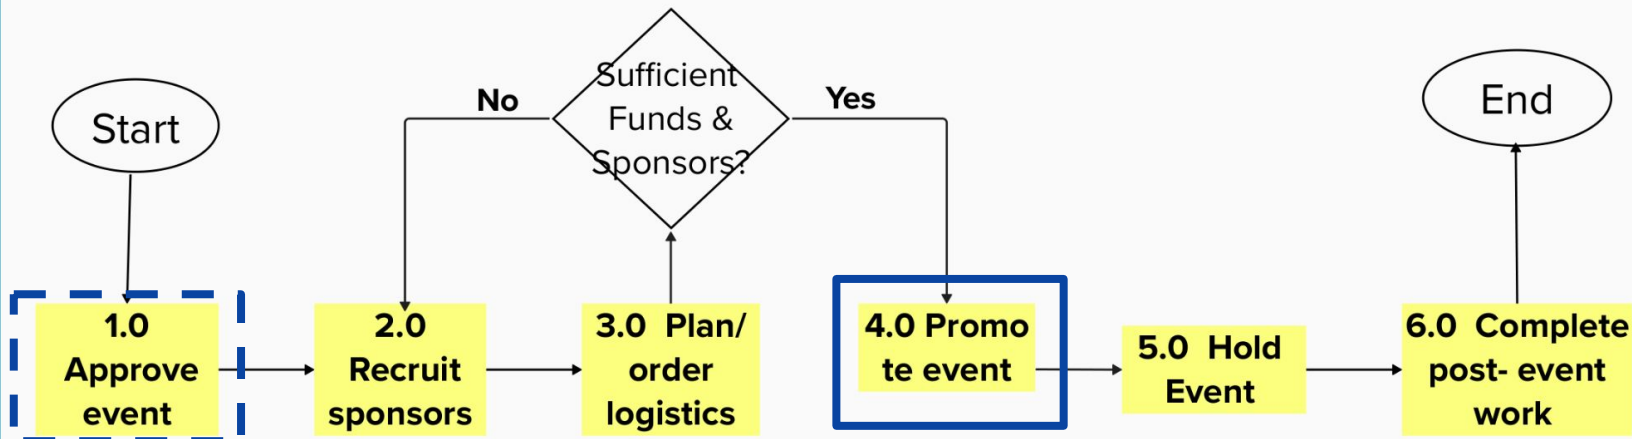 Start
No
Sufficient
Funds &
Sponsors?
Yes
End
1.0
Approve
event
2.0
Recruit
sponsors
3.0 Plan/
order
logistics
4.0 Promo
te event
5.0 Hold
Event
6.0 Complete
post- event
work